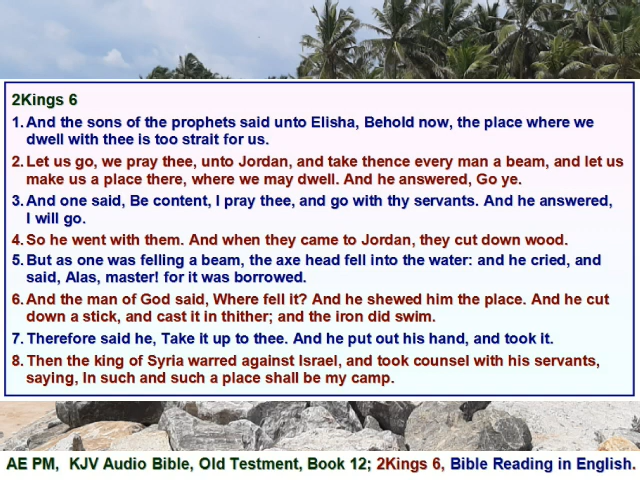 2Kings 6
1. And the sons of the prophets said unto Elisha, Behold now, the place where we
dwell with thee is too strait for us.
2. Let us go, we pray thee, unto Jordan, and take thence every man a beam, and let us
make us a place there, where we may dwell. And he answered, Go ye.
3. And one said, Be content, I pray thee, and go with thy servants. And he answered,
I will go.
4. So he went with them. And when they came to Jordan, they cut down wood.
5. But as one was felling a beam, the axe head fell into the water: and he cried, and
said, Alas, master! for it was borrowed.
6. And the man of God said, Where fell it? And he shewed him the place. And he cut
down a stick, and cast it in thither; and the iron did swim.
7. Therefore said he, Take it up to thee. And he put out his hand, and took it.
8. Then the king of Syria warred against Israel, and took counsel with his servants,
saying, In such and such a place shall be my camp.
AE PM, KJV Audio Bible, Old Testment, Book 12; 2Kings 6, Bible Reading in English.